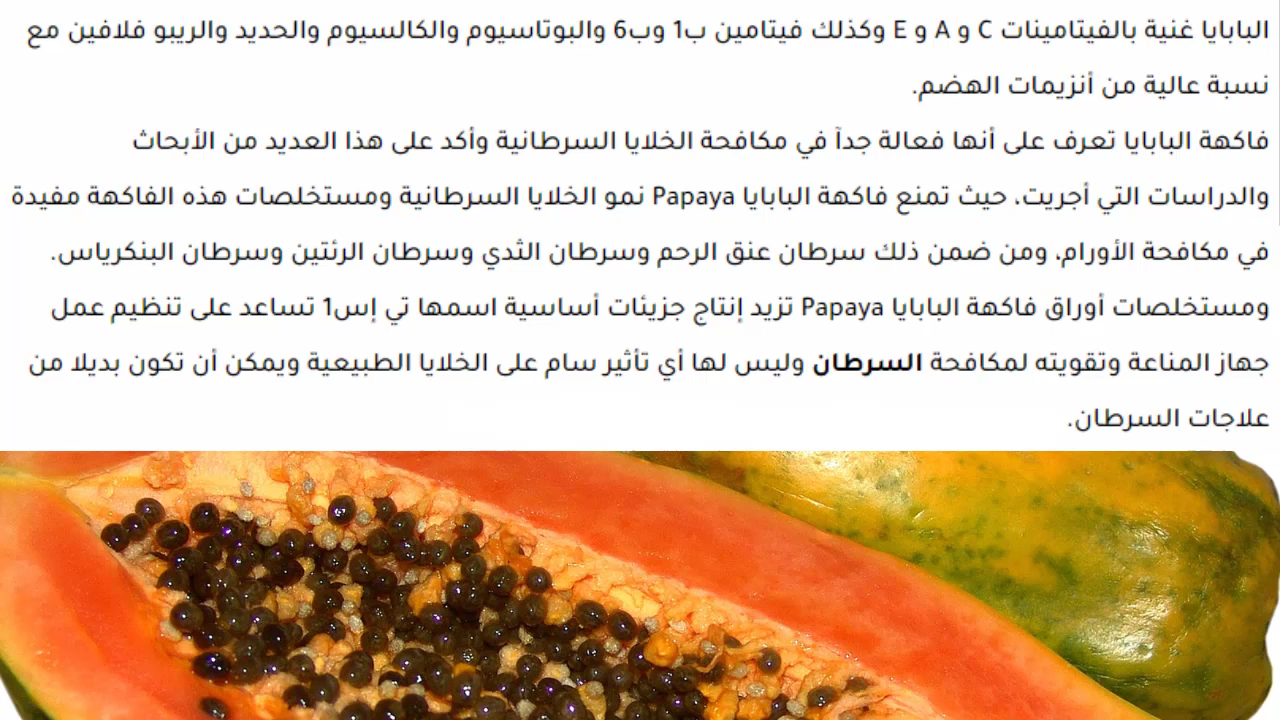 البابايا غنية بالفيتامينات C و A و E وكذلك فيتامين ب1 وب6 والبوتاسيوم والكالسيوم والحديد والريبو فلافين مع
نسبة عالية من أنزيمات الهضم.
فاكهة البابايا تعرف على أنها فعالة جدآ في مكافحة الخلايا السرطانية وأكد على هذا العديد من الأبحاث
والدراسات التي أجريت، حيث تمنع فاكهة البابايا Papaya نمو الخلايا السرطانية ومستخلصات هذه الفاكهة مفيدة
في مكافحة الأورام، ومن ضمن ذلك سرطان عنق الرحم وسرطان الثدي وسرطان الرئتين وسرطان البنكرياس.
ومستخلصات أوراق فاكهة البابايا Papaya تزيد إنتاج جزيئات أساسية اسمها تي إس1 تساعد على تنظيم عمل
جهاز المناعة وتقويته لمكافحة السرطان وليس لها أي تأثير سام على الخلايا الطبيعية ويمكن أن تكون بديلا من
علاجات السرطان.